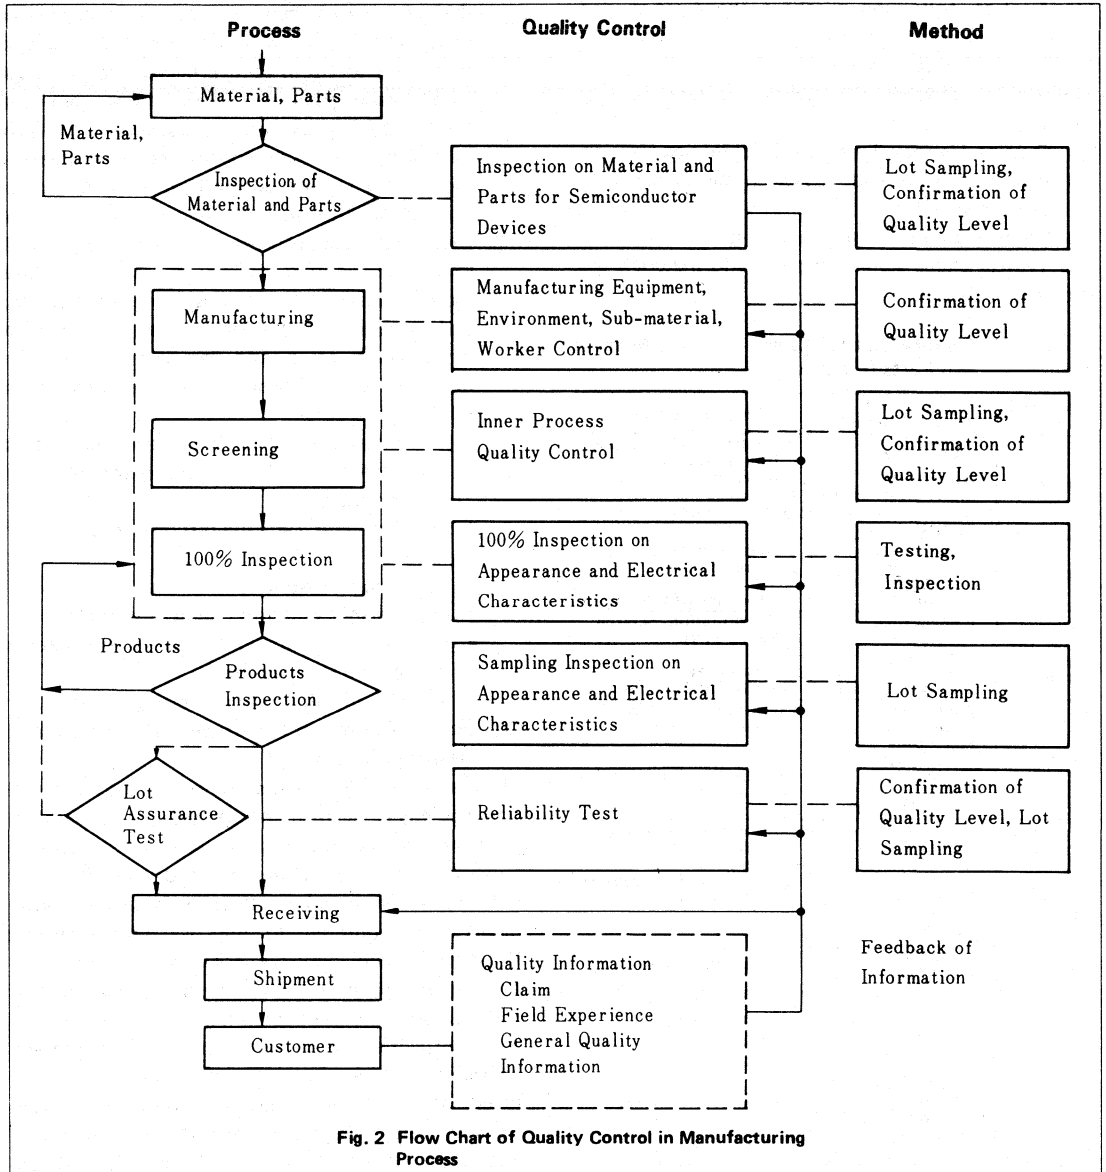 Process
Quality Control
Method
Material, Parts
Material,
Parts
Inspection of
Material and Parts
Inspection on Material and
Parts for Semiconductor
Devices
Lot Sampling,
Confirmation of
Quality Level
Manufacturing
Manufacturing Equipment,
Environment, Sub-material,
Worker Control
Confirmation of
Quality Level
Screening
Inner Process
Quality Control
Lot Sampling,
Confirmation of
Quality Level
100% Inspection
100% Inspection on
Appearance and Electrical
Characteristics
Testing,
Inspection
Products
Products
Inspection
Sampling Inspection on
Appearance and Electrical
Characteristics
Lot Sampling
Lot
Assurance
Test
Reliability Test
Confirmation of
Quality Level, Lot
Sampling
Receiving
Shipment
Customer
Quality Information
Claim
Field Experience
General Quality
Information
Feedback of
Information
Fig. 2 Flow Chart of Quality Control in Manufacturing
Process